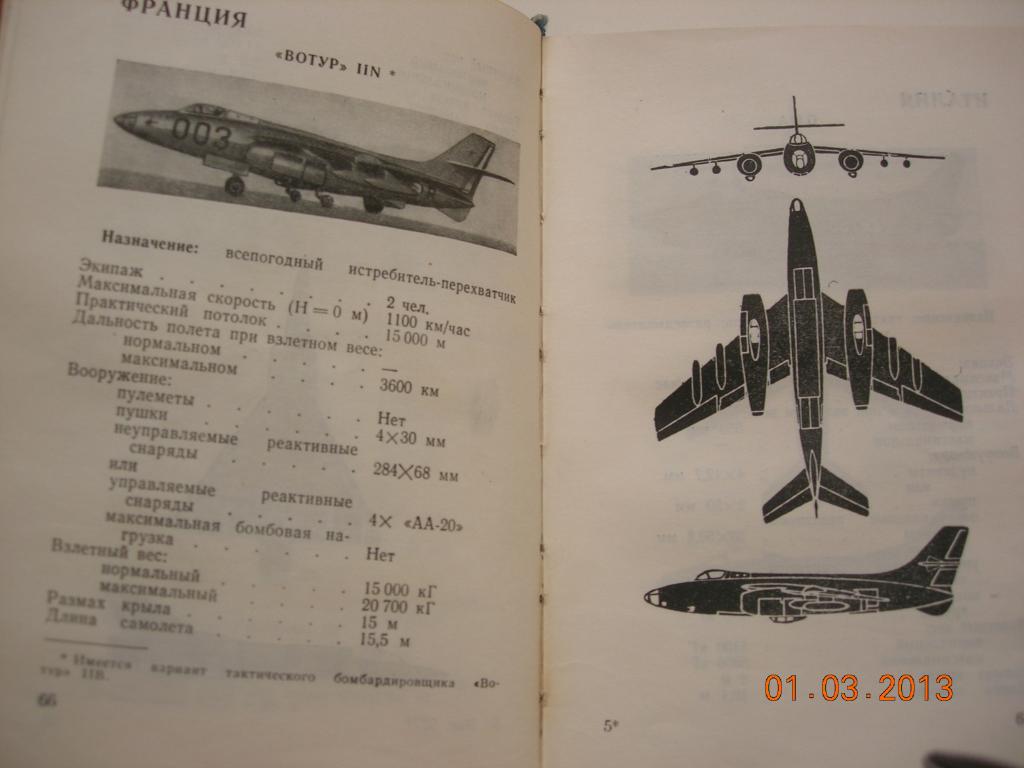 ФРАНЦИЯ
«ВОТУР» IIN *
003
Назначение: всепогодный истребитель-перехватчик
Экипаж . . . . . . . . 2 чел.
Максимальная скорость (H = 0 м) 1100 км/час
Практический потолок . . . . . 15 000 м
Дальность полета при взлетном весе:
нормальном . . . . . —
максимальном . . . . 3600 км
Вооружение:
пулеметы . . . . . . Нет
пушки . . . . . . . 4×30 мм
неуправляемые реактивные
снаряды . . . . . 284×68 мм
или
управляемые реактивные
снаряды . . . . . 4× «АА-20»
максимальная бомбовая на-
грузка . . . . . . Нет
Взлетный вес:
нормальный . . . . . 15 000 кГ
максимальный . . . . 20 700 кГ
Размах крыла . . . . . . 15 м
Длина самолета . . . . . 15,5 м
* Имеется вариант тактического бомбардировщика «Во-
тур» IIB.
66
ИТАЛИЯ
5*
01.03.2013